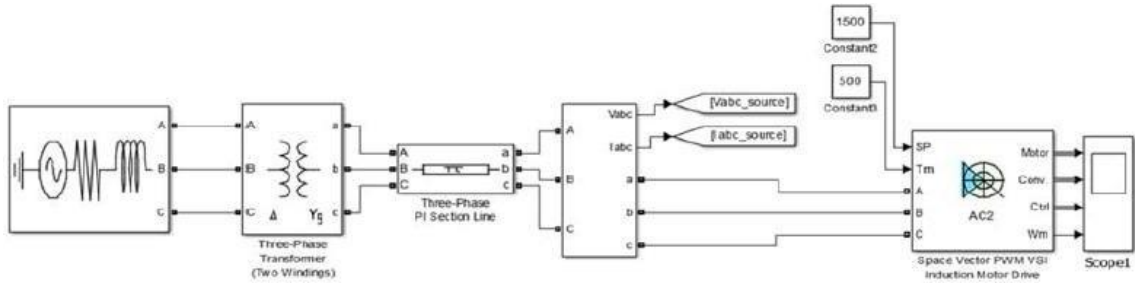 1500
Constant2
500
Constant3
A
B
C
A
B
C
a
b
c
Δ
Yg
Three-Phase
Transformer
(Two Windings)
A
B
C
a
b
c
Three-Phase
PI Section Line
A
B
C
Vabc
Iabc
a
b
c
[Vabc_source]
[Iabc_source]
SP
Tm
A
B
C
AC2
Motor
Conv.
Ctrl
Wm
Space Vector PWM VSI
Induction Motor Drive
Scope1